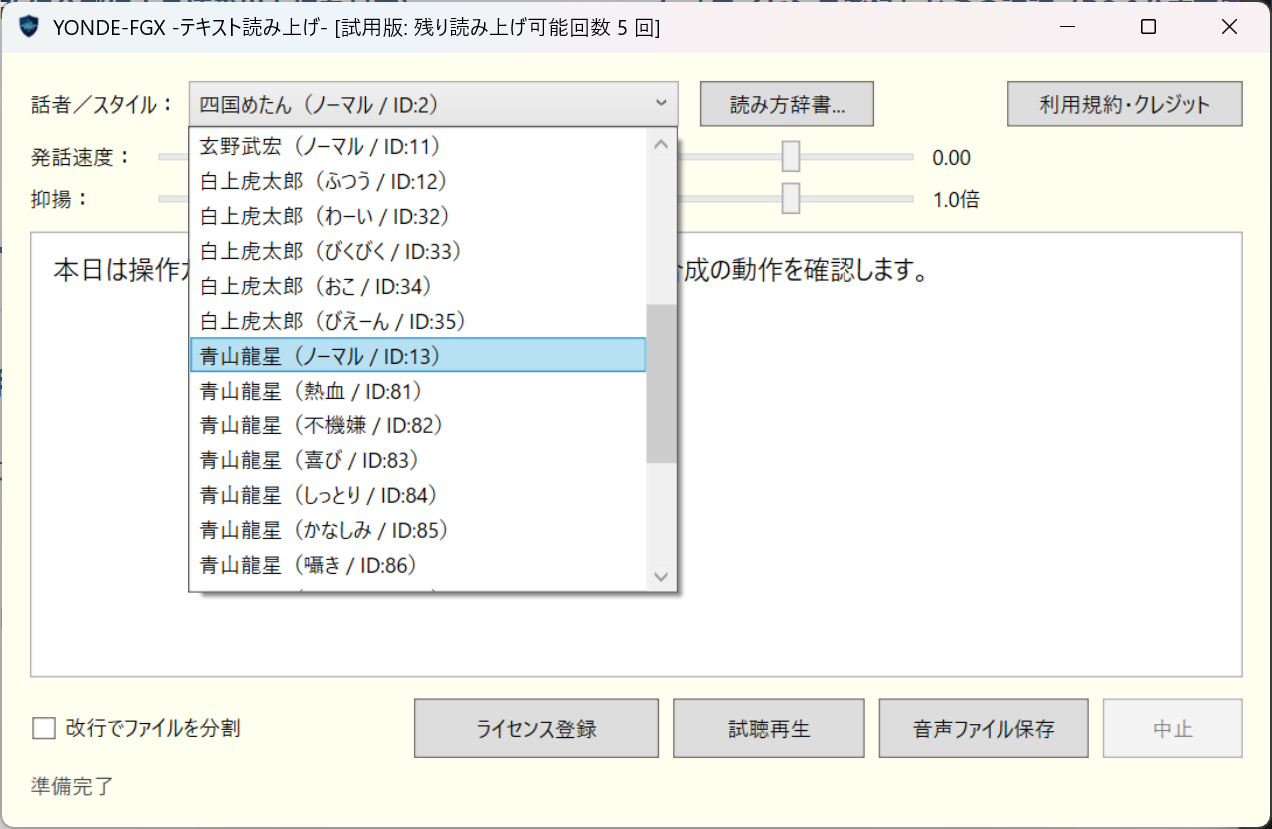 YONDE-FGX -テキスト読み上げ- [試用版: 残り読み上げ可能回数 5 回]
話者／スタイル： 四国めたん（ノーマル / ID:2） 読み方辞書... 利用規約・クレジット
発話速度： 0.00
抑揚： 1.0倍
玄野武宏（ノーマル / ID:11）
白上虎太郎（ふつう / ID:12）
白上虎太郎（わーい / ID:32）
白上虎太郎（びくびく / ID:33）
白上虎太郎（おこ / ID:34）
白上虎太郎（びえーん / ID:35）
青山龍星（ノーマル / ID:13）
青山龍星（熱血 / ID:81）
青山龍星（不機嫌 / ID:82）
青山龍星（喜び / ID:83）
青山龍星（しっとり / ID:84）
青山龍星（かなしみ / ID:85）
青山龍星（囁き / ID:86）
本日は操作 成の動作を確認します。
改行でファイルを分割 ライセンス登録 試聴再生 音声ファイル保存 中止
準備完了